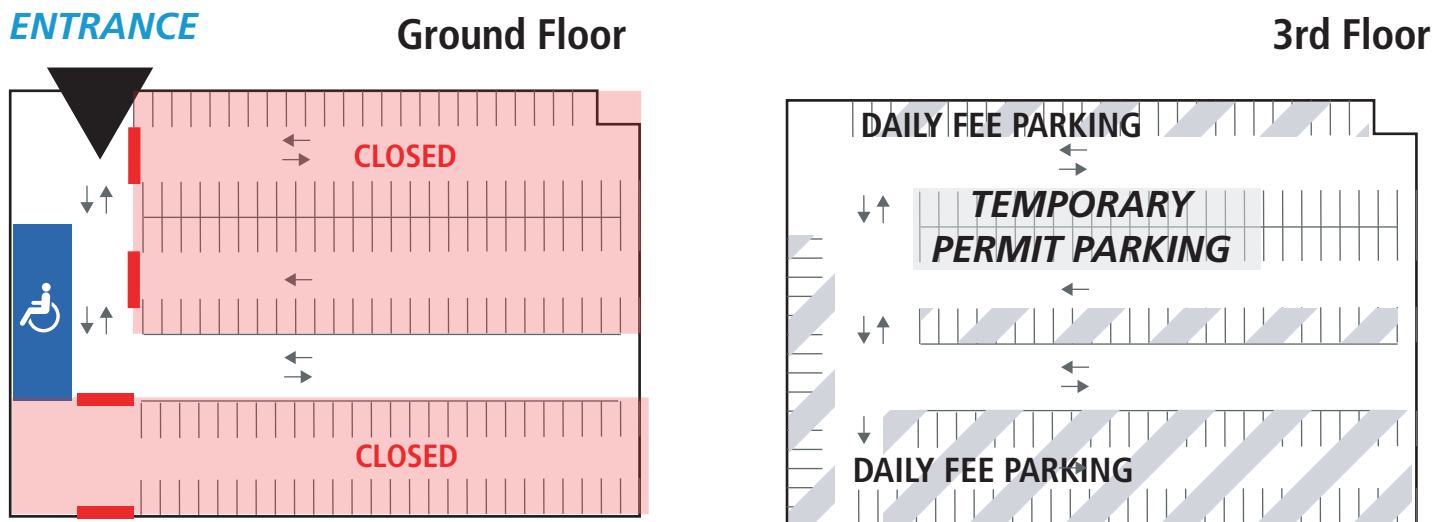 ENTRANCE
Ground Floor
CLOSED
CLOSED
3rd Floor
DAILY FEE PARKING
TEMPORARY
PERMIT PARKING
DAILY FEE PARKING